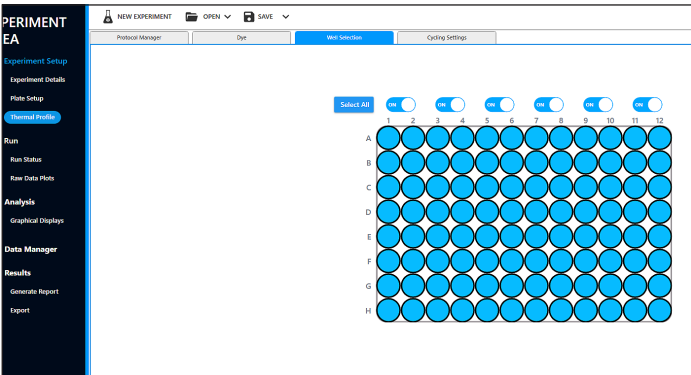 PERIMENT
EA
NEW EXPERIMENT OPEN SAVE
Protocol Manager Dye Well Selection Cycling Settings
Experiment Setup
Experiment Details
Plate Setup
Thermal Profile
Run
Run Status
Raw Data Plots
Analysis
Graphical Displays
Data Manager
Results
Generate Report
Export
Select All ON ON ON ON ON ON
1 2 3 4 5 6 7 8 9 10 11 12
A
B
C
D
E
F
G
H